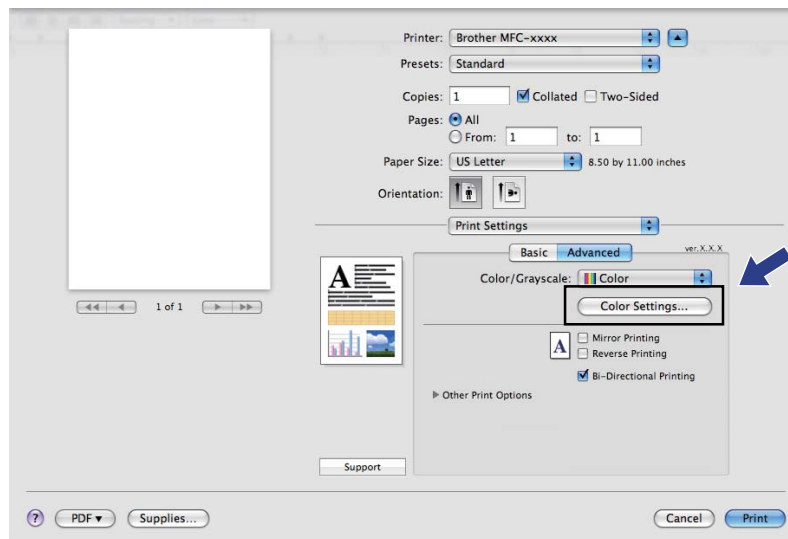 Printer: Brother MFC-xxxx
Presets: Standard
Copies: 1 Collated Two-Sided
Pages: All
From: 1 to: 1
Paper Size: US Letter 8.50 by 11.00 inches
Orientation:
Print Settings
Basic Advanced ver.X.X.X
Color/Grayscale: Color
Color Settings...
A
A
Mirror Printing
Reverse Printing
Bi-Directional Printing
Other Print Options
1 of 1
Support
? PDF Supplies... Cancel Print